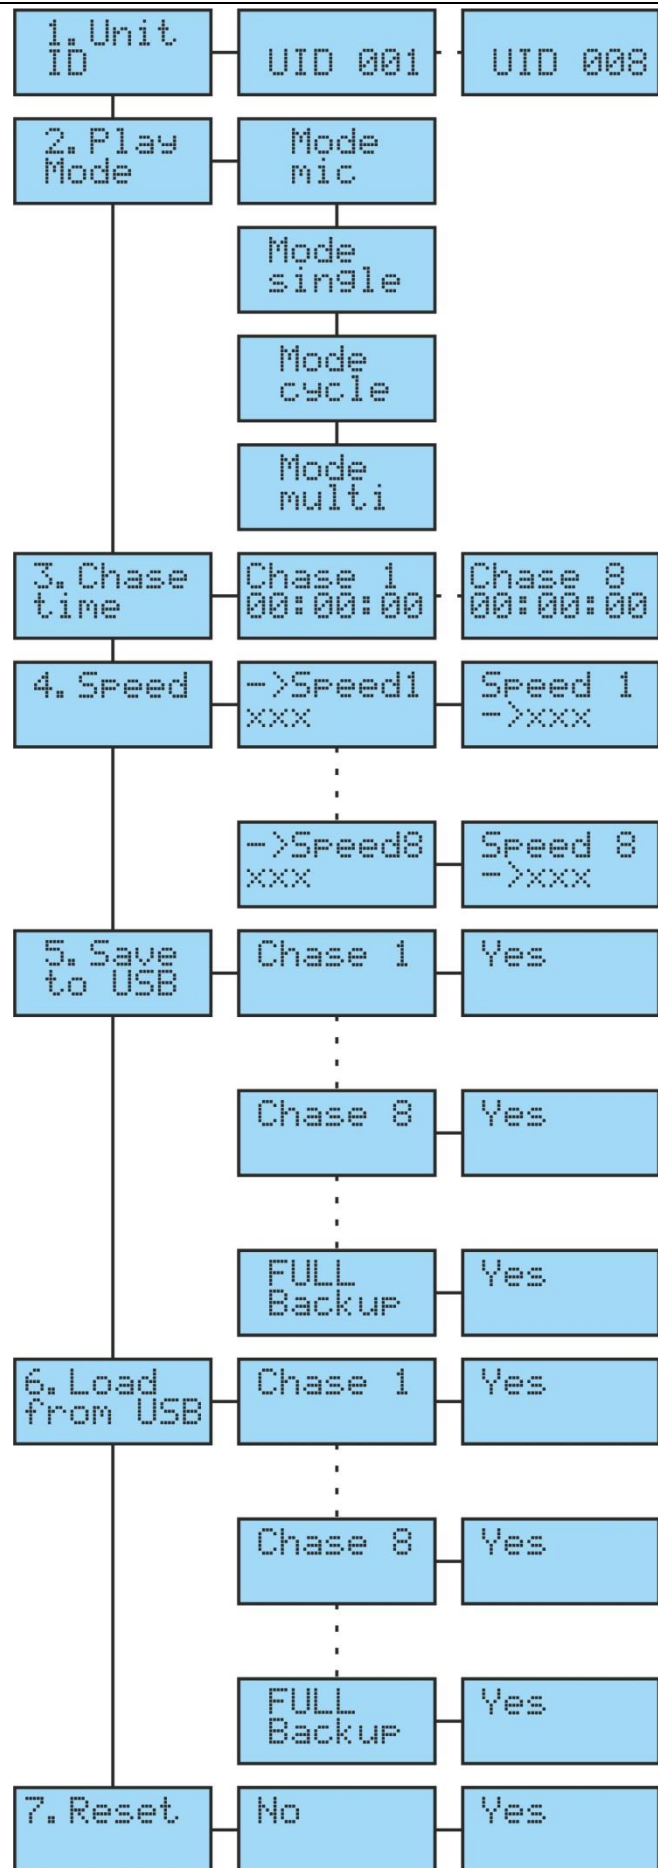 1.Unit
ID
UID 001
UID 008
2.Play
Mode
Mode
mic
Mode
single
Mode
cycle
Mode
multi
3.Chase
time
Chase 1
00:00:00
Chase 8
00:00:00
4.Speed
->Speed1
xxx
Speed 1
->xxx
->Speed8
xxx
Speed 8
->xxx
5.Save
to USB
Chase 1
Yes
Chase 8
Yes
FULL
Backup
Yes
6.Load
from USB
Chase 1
Yes
Chase 8
Yes
FULL
Backup
Yes
7.Reset
No
Yes